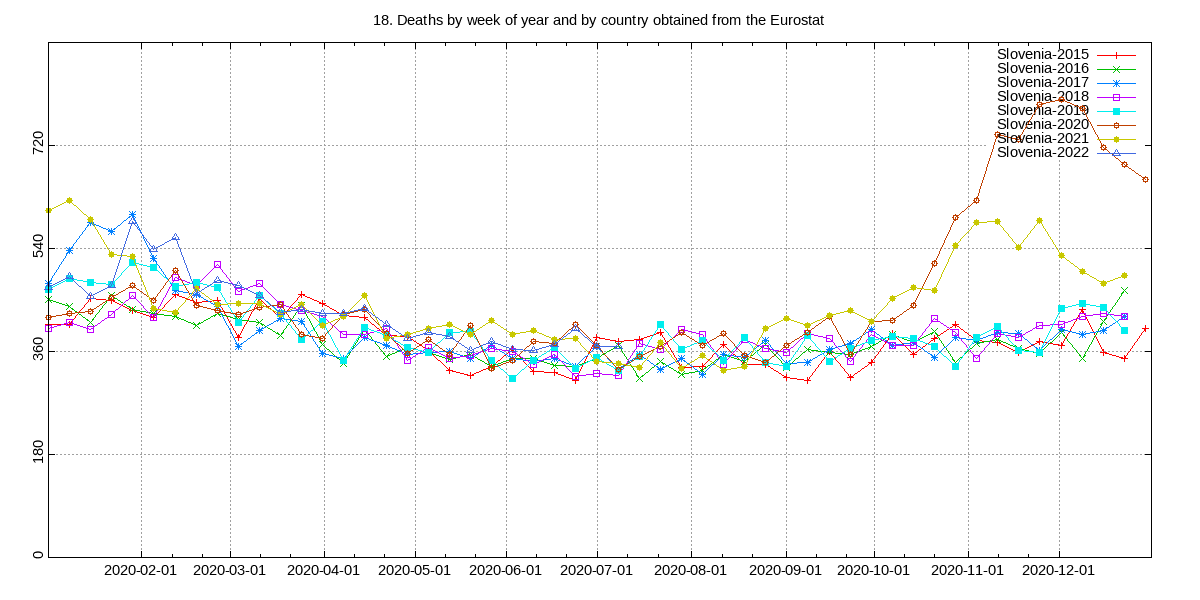 18. Deaths by week of year and by country obtained from the Eurostat
Slovenia-2015
Slovenia-2016
Slovenia-2017
Slovenia-2018
Slovenia-2019
Slovenia-2020
Slovenia-2021
Slovenia-2022
720
540
360
180
0
2020-02-01 2020-03-01 2020-04-01 2020-05-01 2020-06-01 2020-07-01 2020-08-01 2020-09-01 2020-10-01 2020-11-01 2020-12-01